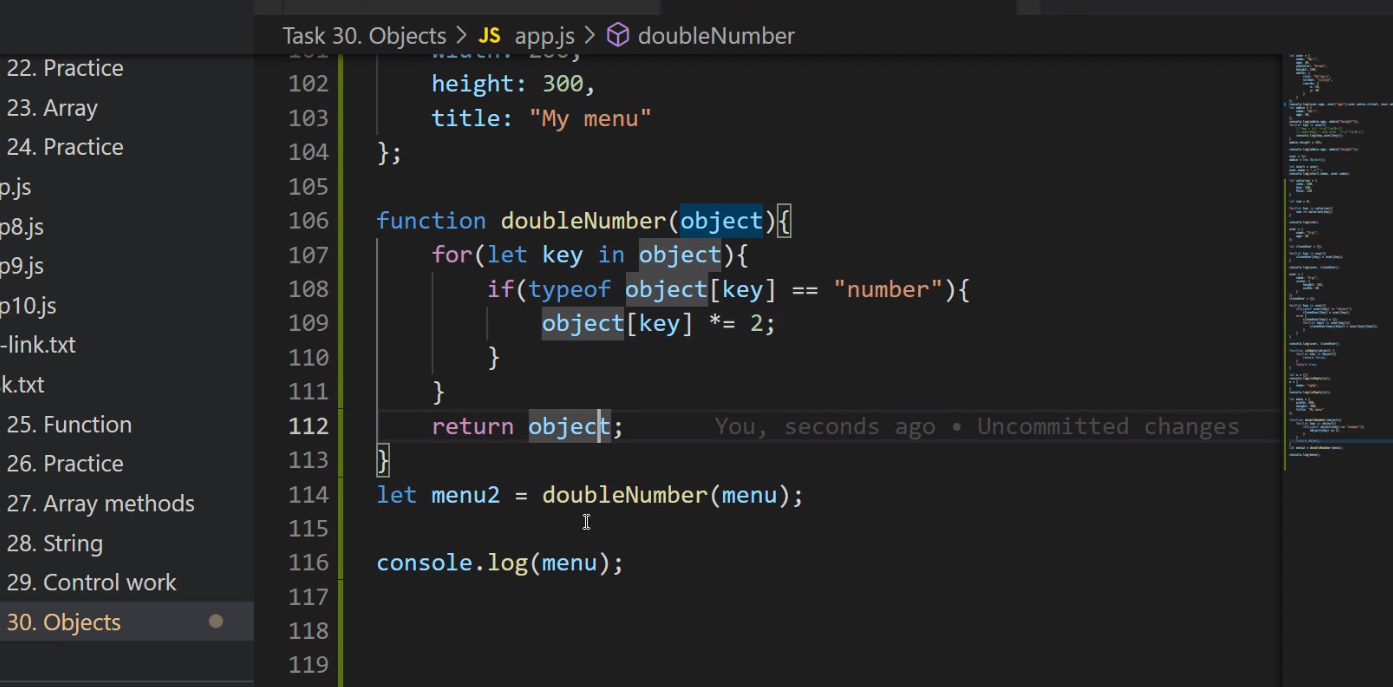 Task 30. Objects > JS app.js > doubleNumber
22. Practice
23. Array
24. Practice
p.js
p8.js
p9.js
p10.js
-link.txt
k.txt
25. Function
26. Practice
27. Array methods
28. String
29. Control work
30. Objects
102 height: 300,
103 title: "My menu"
104 };
105
106 function doubleNumber(object){
107 for(let key in object){
108 if(typeof object[key] == "number"){
109 object[key] *= 2;
110 }
111 }
112 return object; You, seconds ago • Uncommitted changes
113 }
114 let menu2 = doubleNumber(menu);
115
116 console.log(menu);
117
118
119